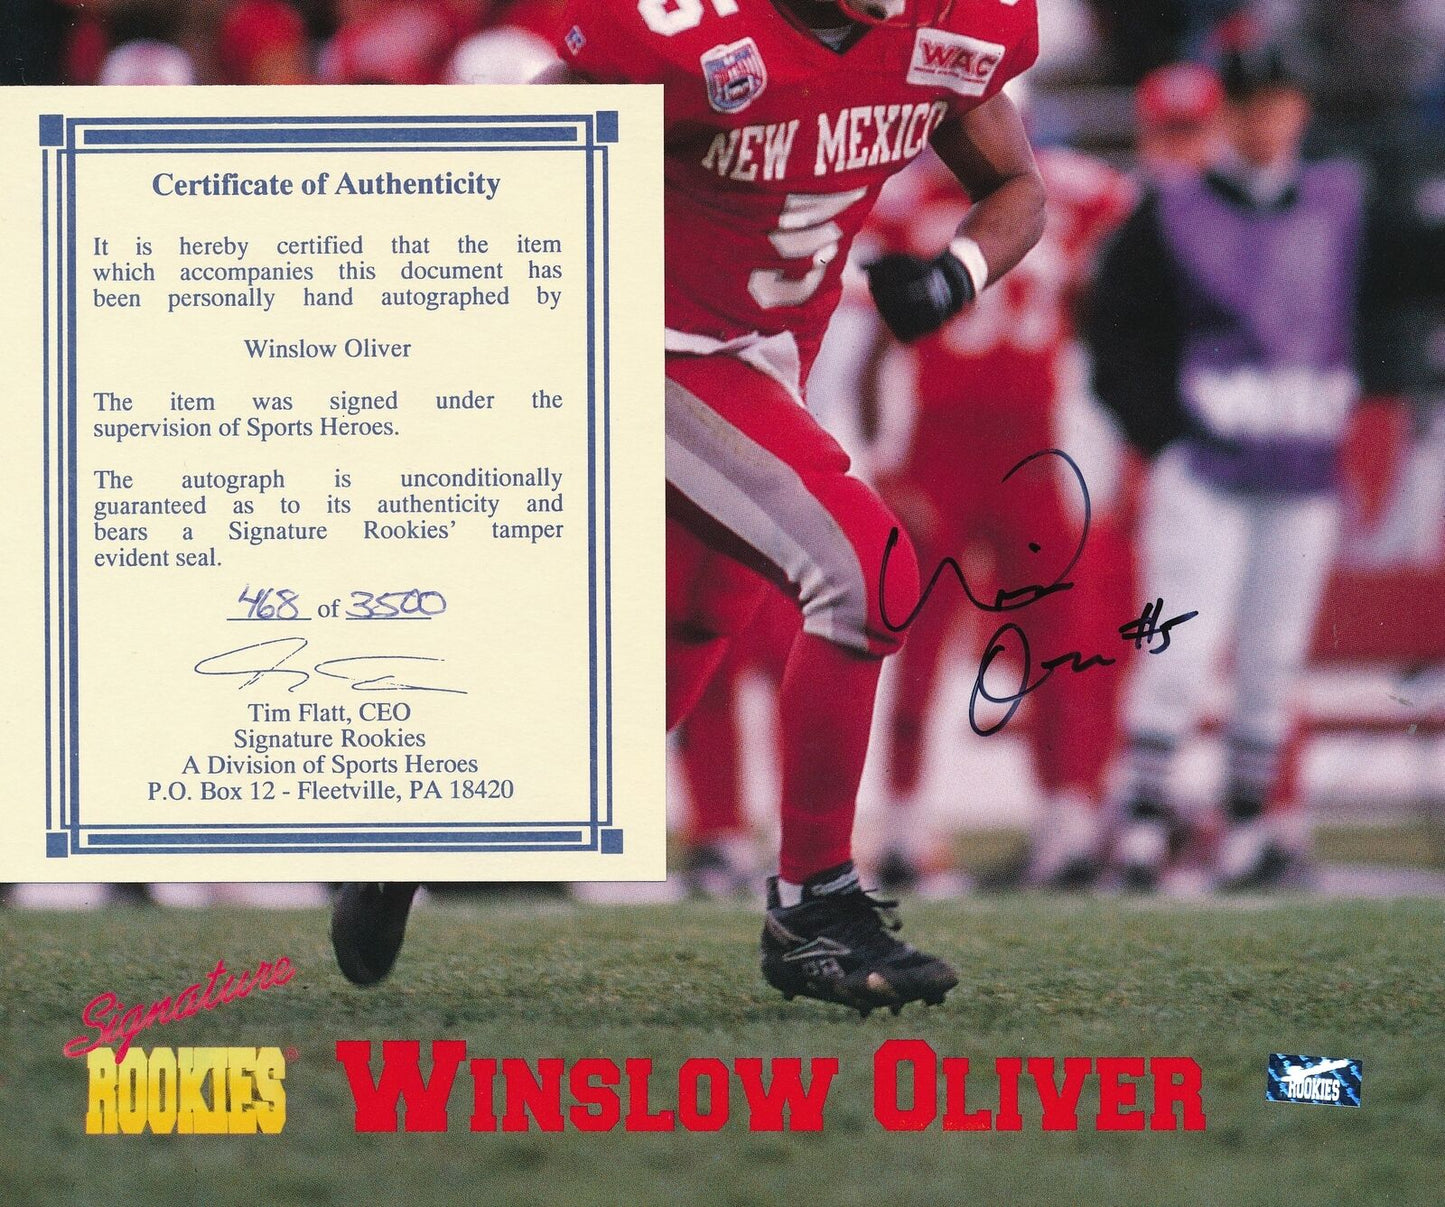 WAC
NEW MEXICO
5
Certificate of Authenticity
It is hereby certified that the item
which accompanies this document has
been personally hand autographed by
Winslow Oliver
The item was signed under the
supervision of Sports Heroes.
The autograph is unconditionally
guaranteed as to its authenticity and
bears a Signature Rookies' tamper
evident seal.
468 of 3500
Tim Flatt, CEO
Signature Rookies
A Division of Sports Heroes
P.O. Box 12 - Fleetville, PA 18420
#5
Signature
ROOKIES®
WINSLOW OLIVER
ROOKIES